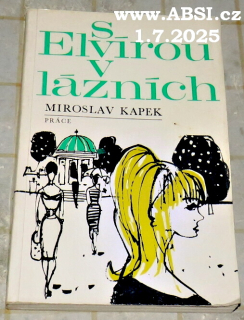 www.ABSI.cz
1.7.2025
s
Elvírou
v
lázních
MIROSLAV KAPEK
PRÁCE